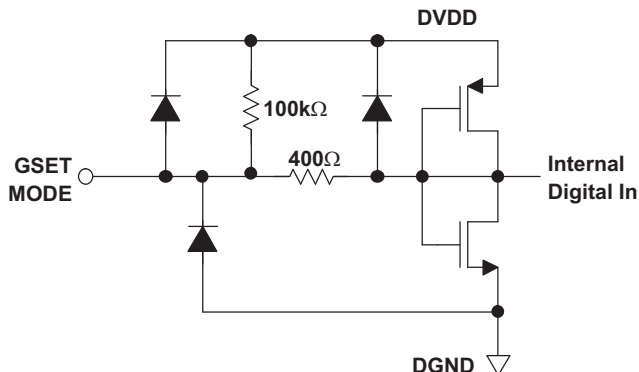 DVDD
100kΩ
400Ω
GSET
MODE
Internal
Digital In
DGND